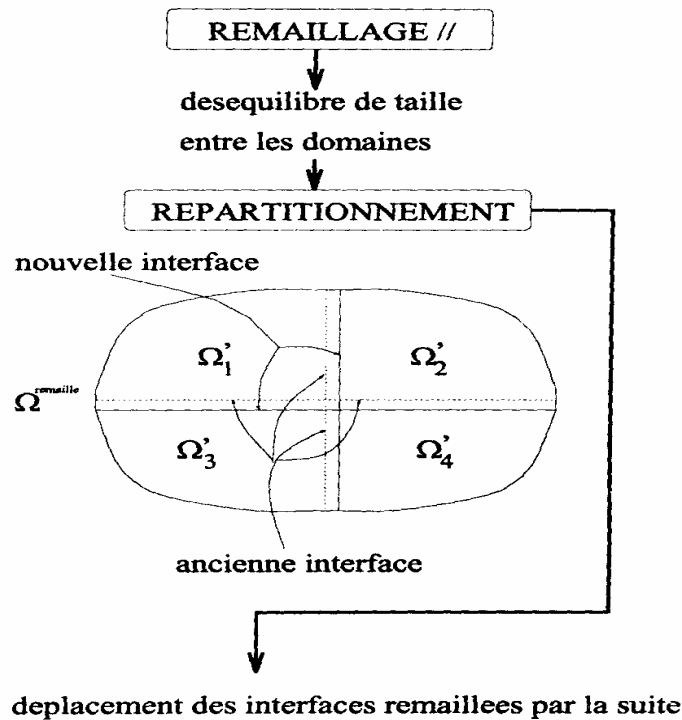 REMAILLAGE //
desequilibre de taille
entre les domaines
REPARTITIONNEMENT
nouvelle interface
Ω'1 Ω'2
Ω remaille
Ω'3 Ω'4
ancienne interface
deplacement des interfaces remaillees par la suite